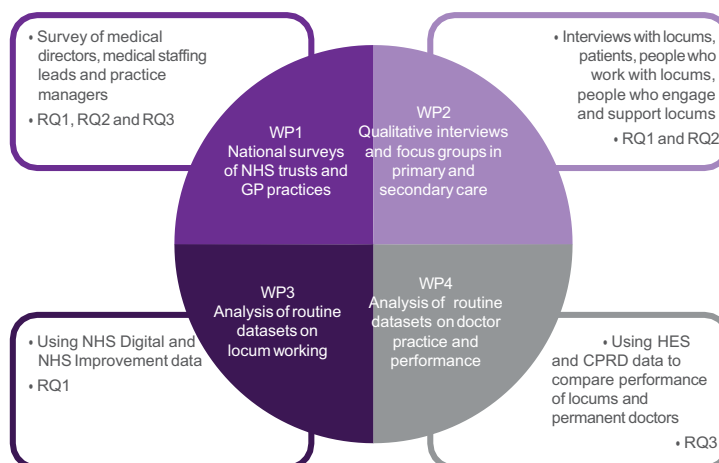 • Survey of medical
directors, medical staffing
leads and practice
managers
• RQ1, RQ2 and RQ3
WP1
National surveys
of NHS trusts and
GP practices
WP2
Qualitative interviews
and focus groups in
primary and
secondary care
• Interviews with locums,
patients, people who
work with locums,
people who engage
and support locums
• RQ1 and RQ2
• Using NHS Digital and
NHS Improvement data
• RQ1
WP3
Analysis of routine
datasets on
locum working
WP4
Analysis of routine
datasets on doctor
practice and
performance
• Using HES
and CPRD data to
compare performance
of locums and
permanent doctors
• RQ3